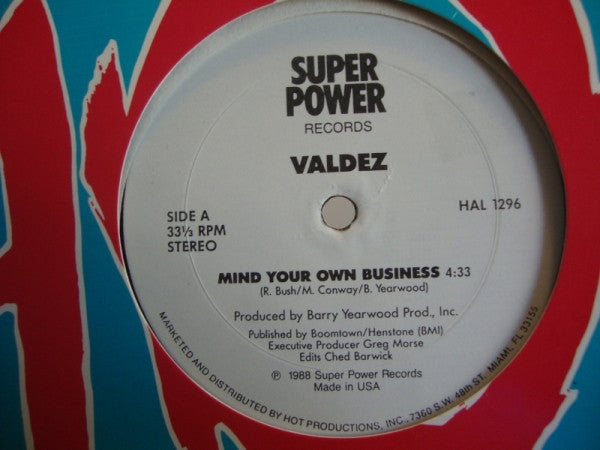 SUPER
POWER
RECORDS
VALDEZ
SIDE A
33⅓ RPM
STEREO
HAL 1296
MIND YOUR OWN BUSINESS 4:33
(R. Bush/M. Conway/B. Yearwood)
Produced by Barry Yearwood Prod., Inc.
Published by Boomtown/Henstone (BMI)
Executive Producer Greg Morse
Edits Ched Barwick
℗ 1988 Super Power Records
Made in USA
MARKETED AND DISTRIBUTED BY HOT PRODUCTIONS, INC., 7360 S.W. 48th ST. MIAMI, FL 33155